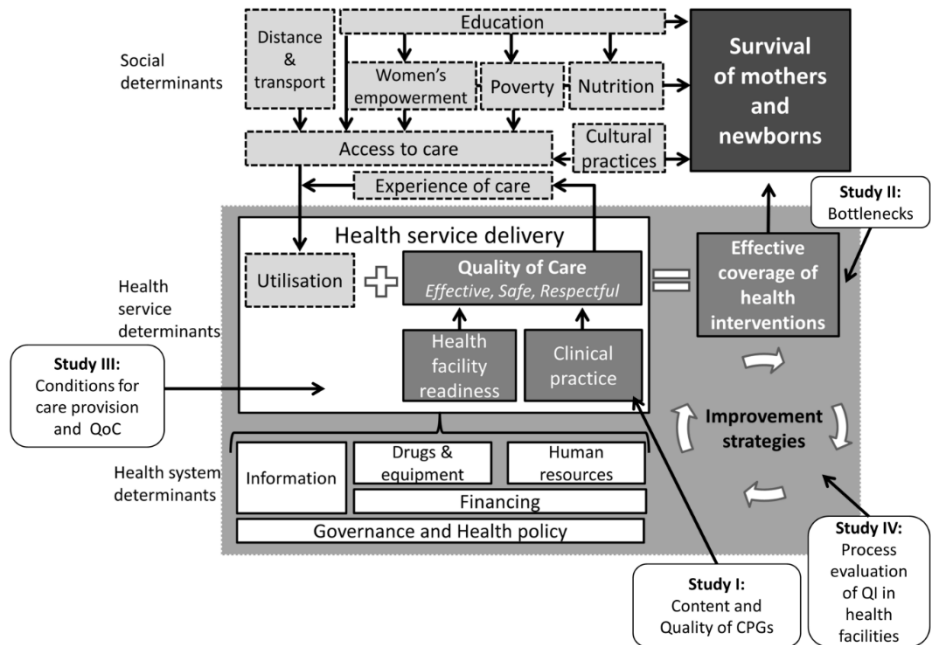 Education
Distance
&
transport
Social
determinants
Women's
empowerment
Poverty
Nutrition
Survival
of mothers
and
newborns
Cultural
practices
Access to care
Experience of care
Study II:
Bottlenecks
Health service delivery
Utilisation
Quality of Care
Effective, Safe, Respectful
Effective
coverage of
health
interventions
Health
service
determinants
Health
facility
readiness
Clinical
practice
Study III:
Conditions for
care provision
and QoC
Improvement
strategies
Health system
determinants
Information
Drugs &
equipment
Human
resources
Financing
Governance and Health policy
Study I:
Content and
Quality of CPGs
Study IV:
Process
evaluation
of QI in
health
facilities